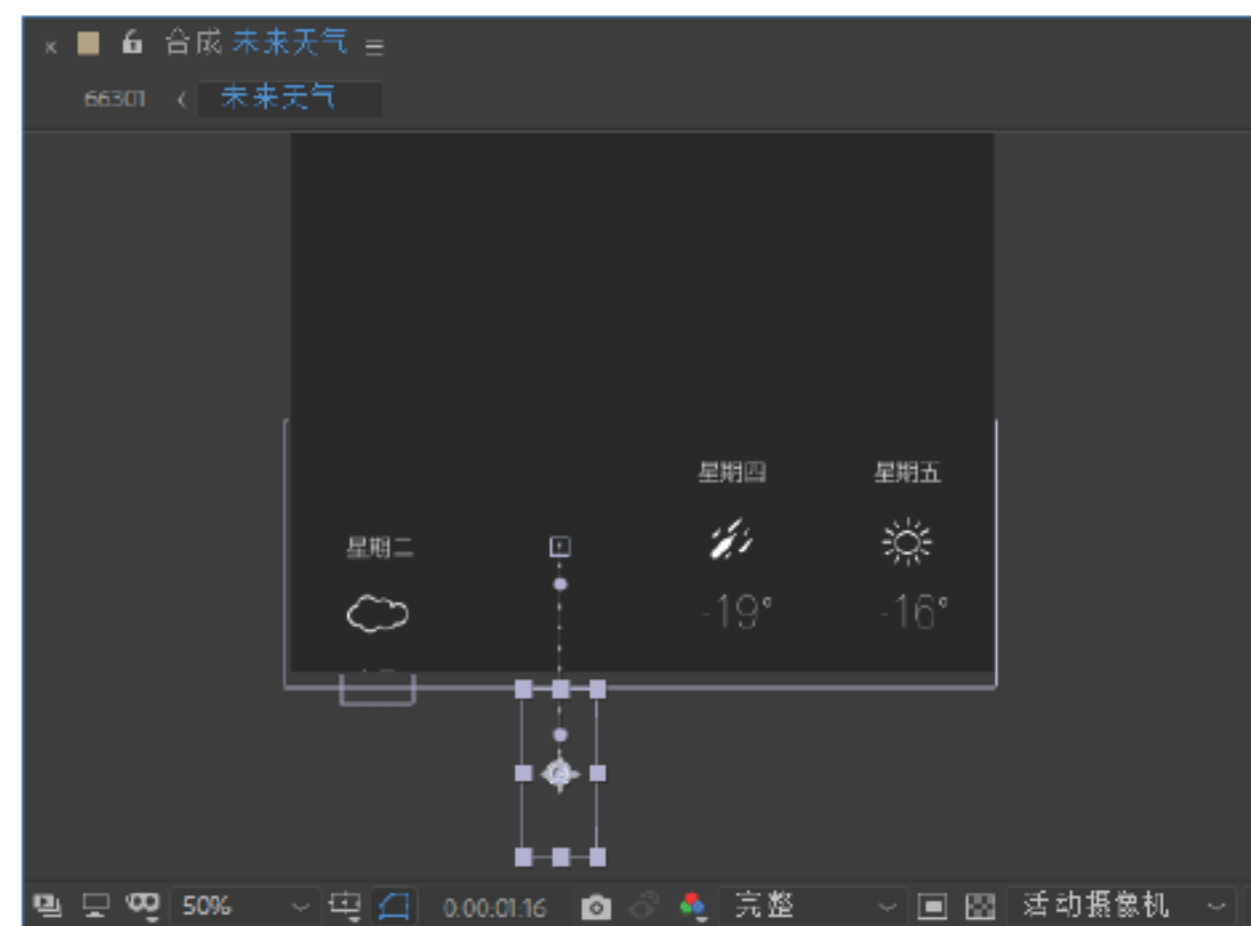 合成 未来天气
66301 未来天气
星期四 星期五
星期二
-19° -16°
50% 0:00:01:16 完整 活动摄像机